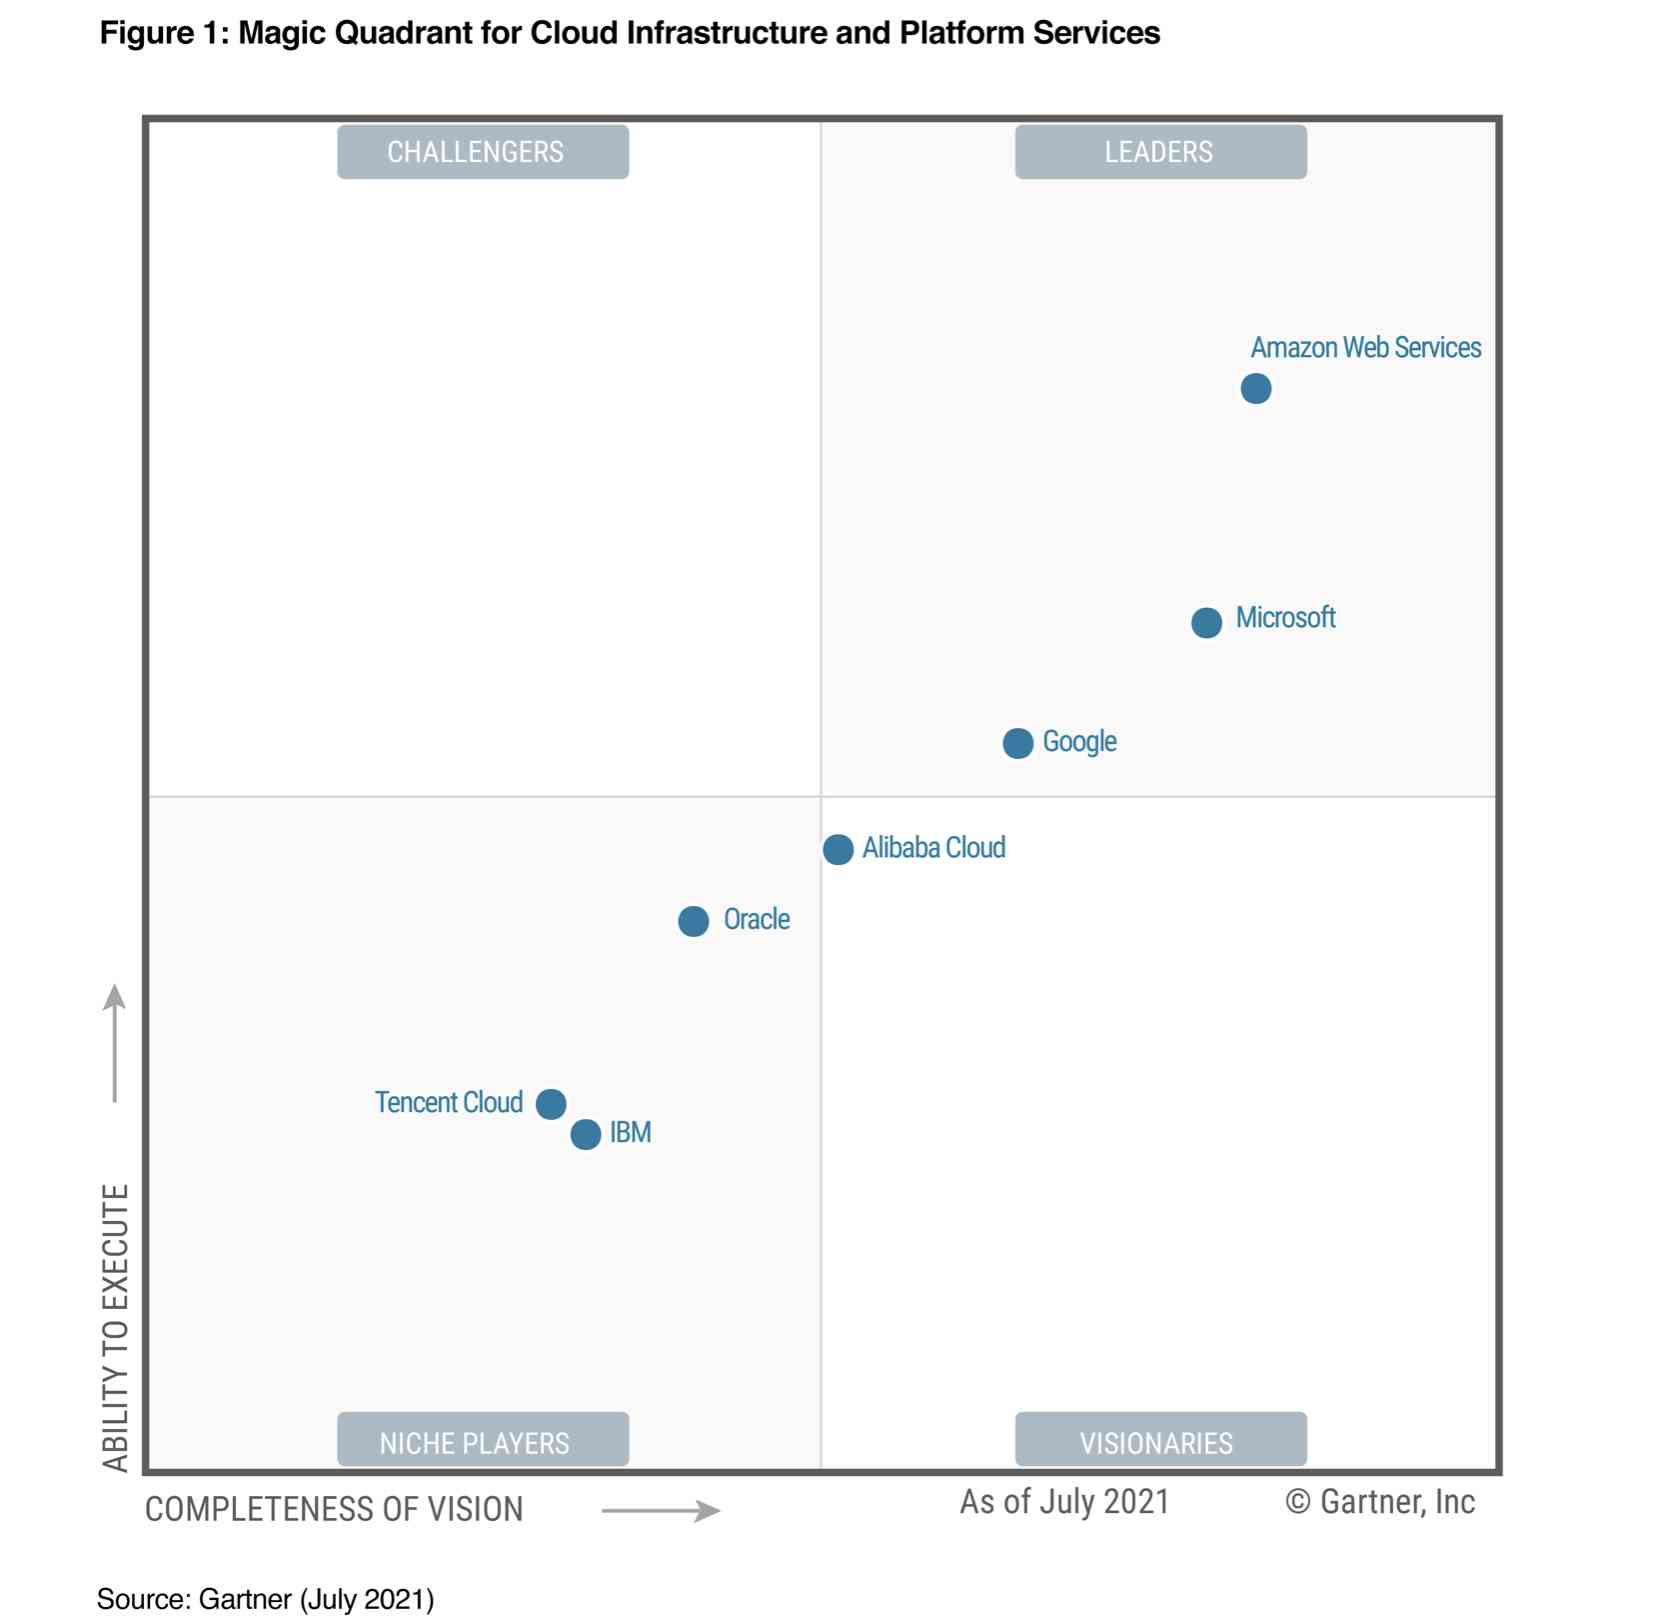 Figure 1: Magic Quadrant for Cloud Infrastructure and Platform Services
CHALLENGERS
LEADERS
Amazon Web Services
Microsoft
Google
Alibaba Cloud
Oracle
Tencent Cloud
IBM
ABILITY TO EXECUTE
NICHE PLAYERS
VISIONARIES
COMPLETENESS OF VISION
As of July 2021
© Gartner, Inc
Source: Gartner (July 2021)